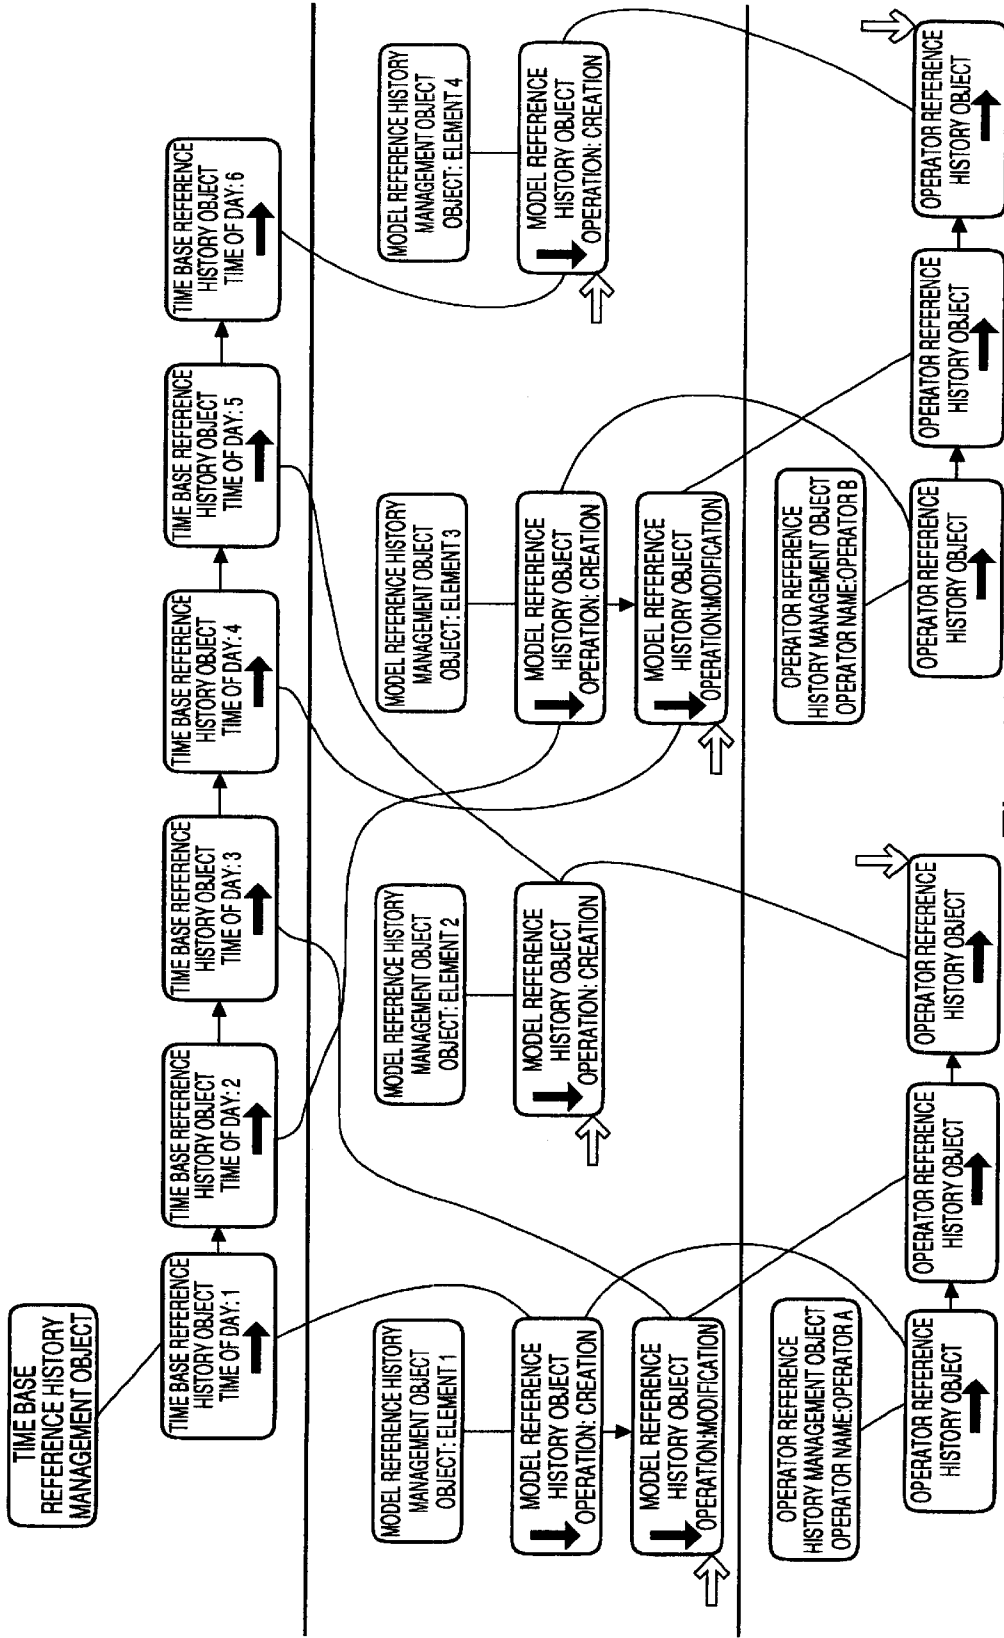 TIME BASE
REFERENCE HISTORY
MANAGEMENT OBJECT
TIME BASE REFERENCE
HISTORY OBJECT
TIME OF DAY: 1
TIME BASE REFERENCE
HISTORY OBJECT
TIME OF DAY: 2
TIME BASE REFERENCE
HISTORY OBJECT
TIME OF DAY: 3
TIME BASE REFERENCE
HISTORY OBJECT
TIME OF DAY: 4
TIME BASE REFERENCE
HISTORY OBJECT
TIME OF DAY: 5
TIME BASE REFERENCE
HISTORY OBJECT
TIME OF DAY: 6
MODEL REFERENCE HISTORY
MANAGEMENT OBJECT
OBJECT: ELEMENT 1
MODEL REFERENCE HISTORY
MANAGEMENT OBJECT
OBJECT: ELEMENT 2
MODEL REFERENCE HISTORY
MANAGEMENT OBJECT
OBJECT: ELEMENT 3
MODEL REFERENCE HISTORY
MANAGEMENT OBJECT
OBJECT: ELEMENT 4
MODEL REFERENCE
HISTORY OBJECT
OPERATION: CREATION
MODEL REFERENCE
HISTORY OBJECT
OPERATION: CREATION
MODEL REFERENCE
HISTORY OBJECT
OPERATION: CREATION
MODEL REFERENCE
HISTORY OBJECT
OPERATION: CREATION
MODEL REFERENCE
HISTORY OBJECT
OPERATION:MODIFICATION
MODEL REFERENCE
HISTORY OBJECT
OPERATION:MODIFICATION
OPERATOR REFERENCE
HISTORY MANAGEMENT OBJECT
OPERATOR NAME:OPERATOR A
OPERATOR REFERENCE
HISTORY MANAGEMENT OBJECT
OPERATOR NAME:OPERATOR B
OPERATOR REFERENCE
HISTORY OBJECT
OPERATOR REFERENCE
HISTORY OBJECT
OPERATOR REFERENCE
HISTORY OBJECT
OPERATOR REFERENCE
HISTORY OBJECT
OPERATOR REFERENCE
HISTORY OBJECT
OPERATOR REFERENCE
HISTORY OBJECT